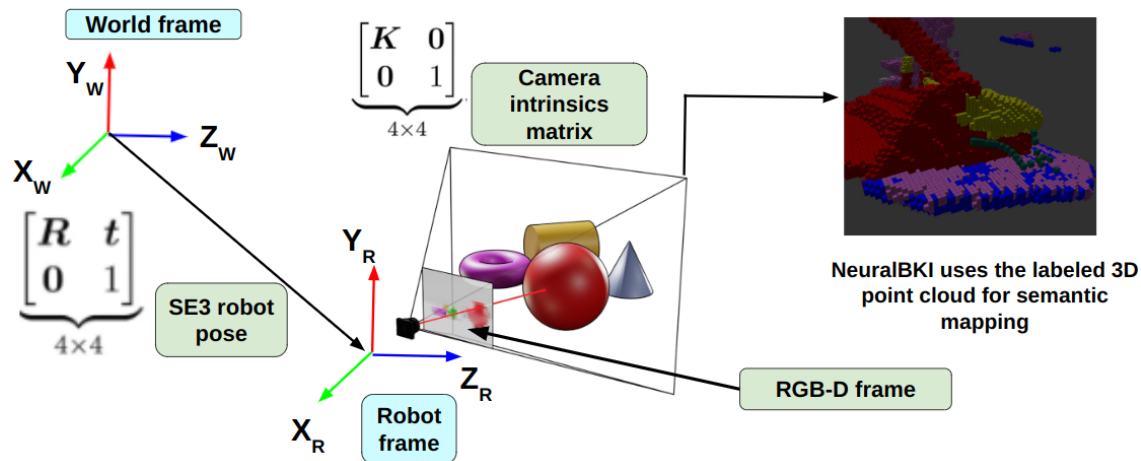 World frame
Y_W
Z_W
X_W
[K 0
0 1]
4×4
Camera
intrinsics
matrix
[R t
0 1]
4×4
SE3 robot
pose
Y_R
Z_R
X_R
Robot
frame
RGB-D frame
NeuralBKI uses the labeled 3D
point cloud for semantic
mapping